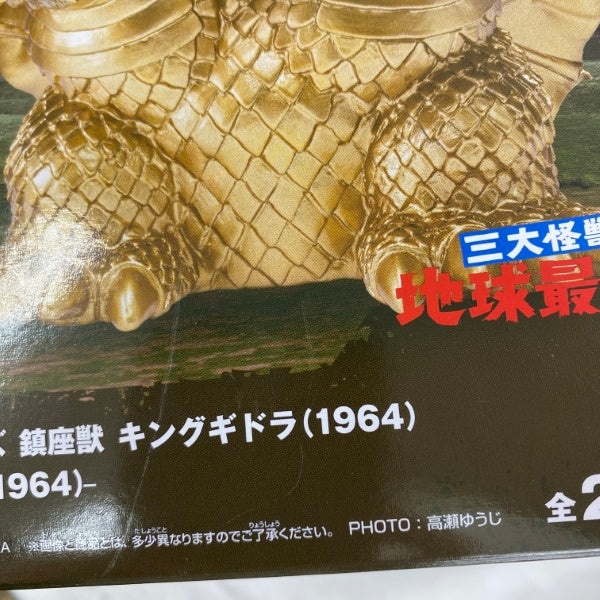 三大怪獣
地球最
鎮座獣 キングギドラ(1964)
1964)–
A ※画像と商品とは、多少異なりますのでご了承ください。 PHOTO：高瀬ゆうじ
全2